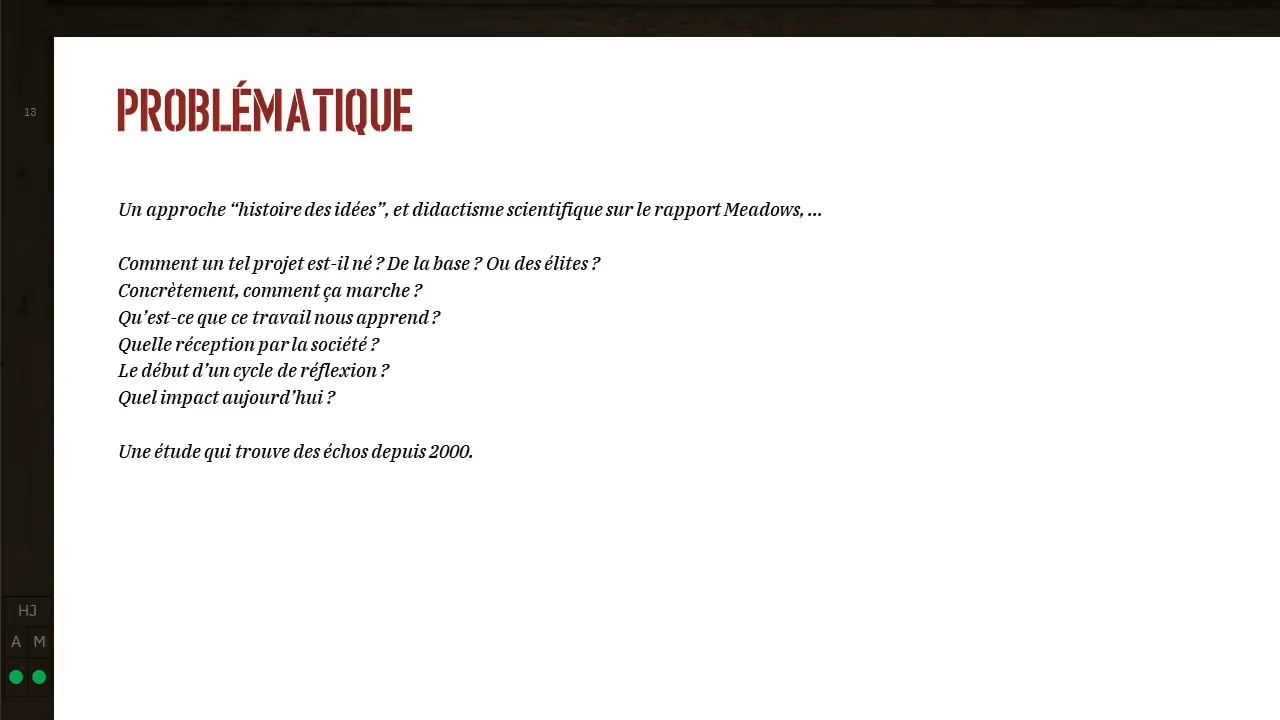 13
PROBLÉMATIQUE
Un approche “histoire des idées”, et didactisme scientifique sur le rapport Meadows, ...
Comment un tel projet est-il né ? De la base ? Ou des élites ?
Concrètement, comment ça marche ?
Qu’est-ce que ce travail nous apprend ?
Quelle réception par la société ?
Le début d’un cycle de réflexion ?
Quel impact aujourd’hui ?
Une étude qui trouve des échos depuis 2000.
HJ
A M